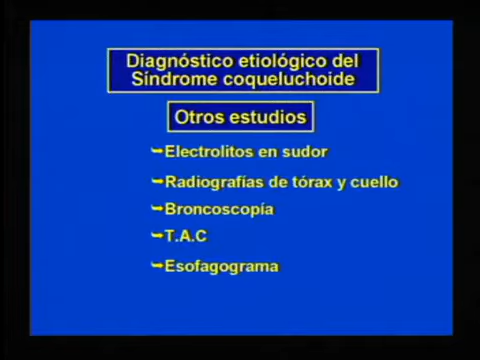 Diagnóstico etiológico del
Síndrome coqueluchoide
Otros estudios
Electrolitos en sudor
Radiografías de tórax y cuello
Broncoscopía
T.A.C
Esofagograma